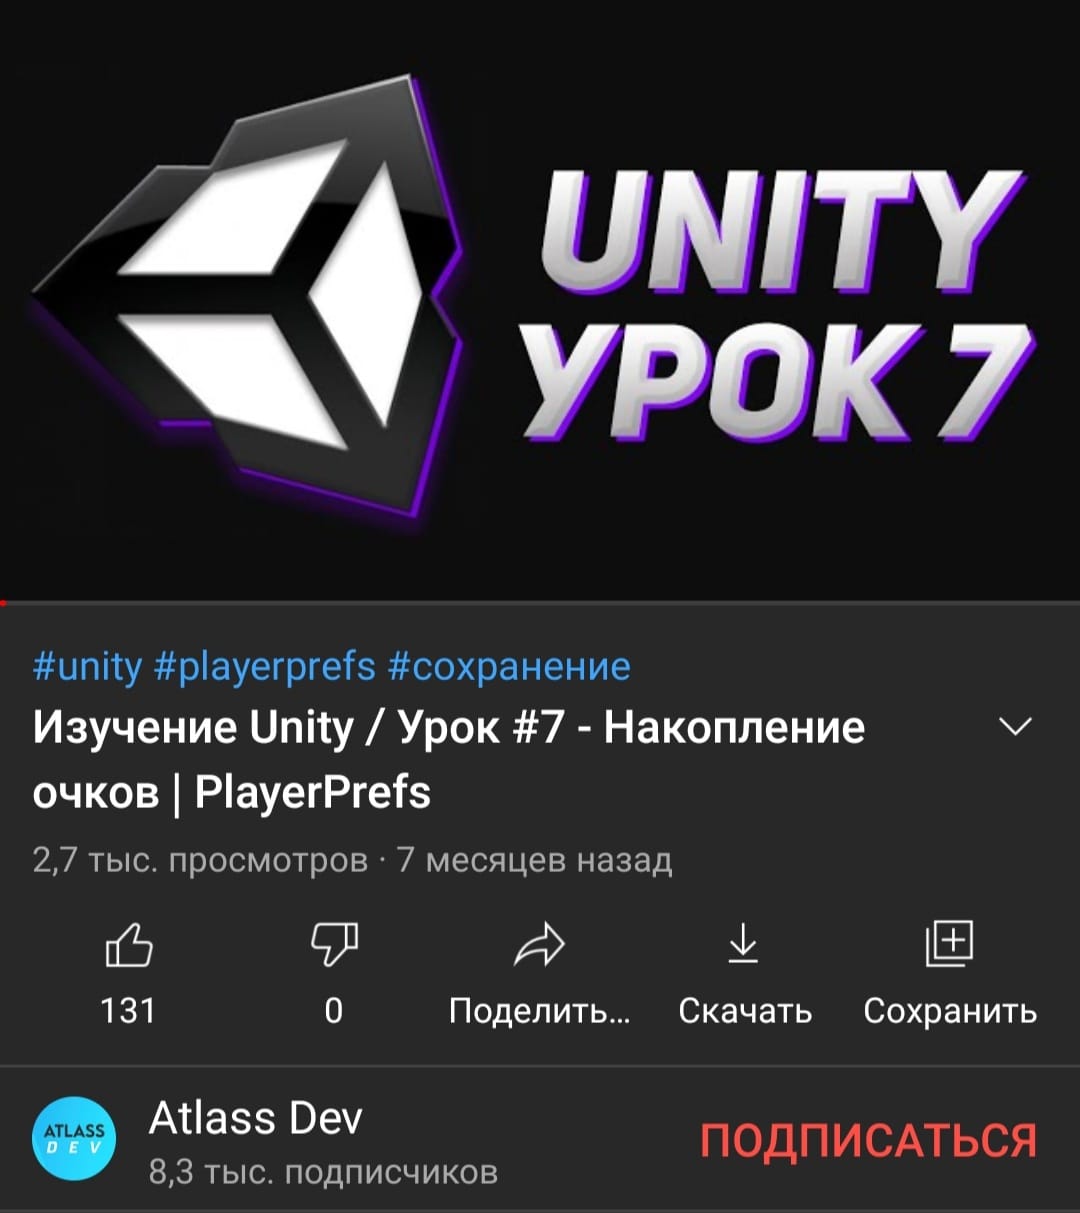 UNITY
УРОК 7
#unity #playerprefs #сохранение
Изучение Unity / Урок #7 - Накопление
очков | PlayerPrefs
2,7 тыс. просмотров · 7 месяцев назад
131
0
Поделить...
Скачать
Сохранить
ATLASS
DEV
Atlass Dev
8,3 тыс. подписчиков
ПОДПИСАТЬСЯ